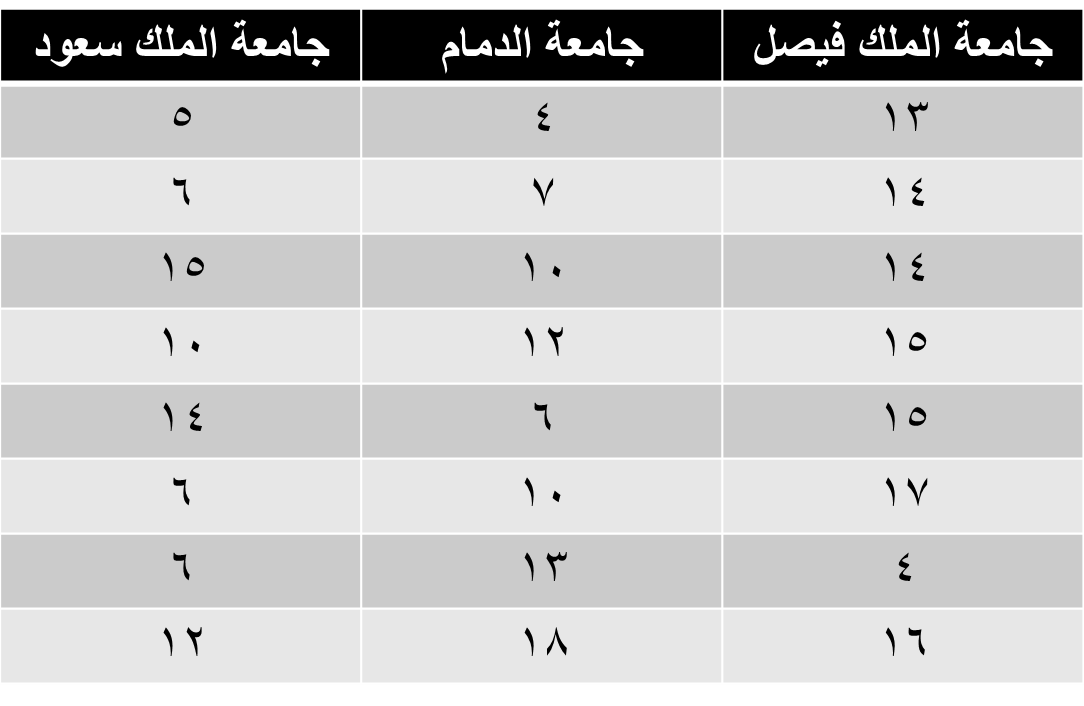 جامعة الملك فيصل جامعة الدمام جامعة الملك سعود
١٣ ٤ ٥
١٤ ٧ ٦
١٤ ١٠ ١٥
١٥ ١٢ ١٠
١٥ ٦ ١٤
١٧ ١٠ ٦
٤ ١٣ ٦
١٦ ١٨ ١٢